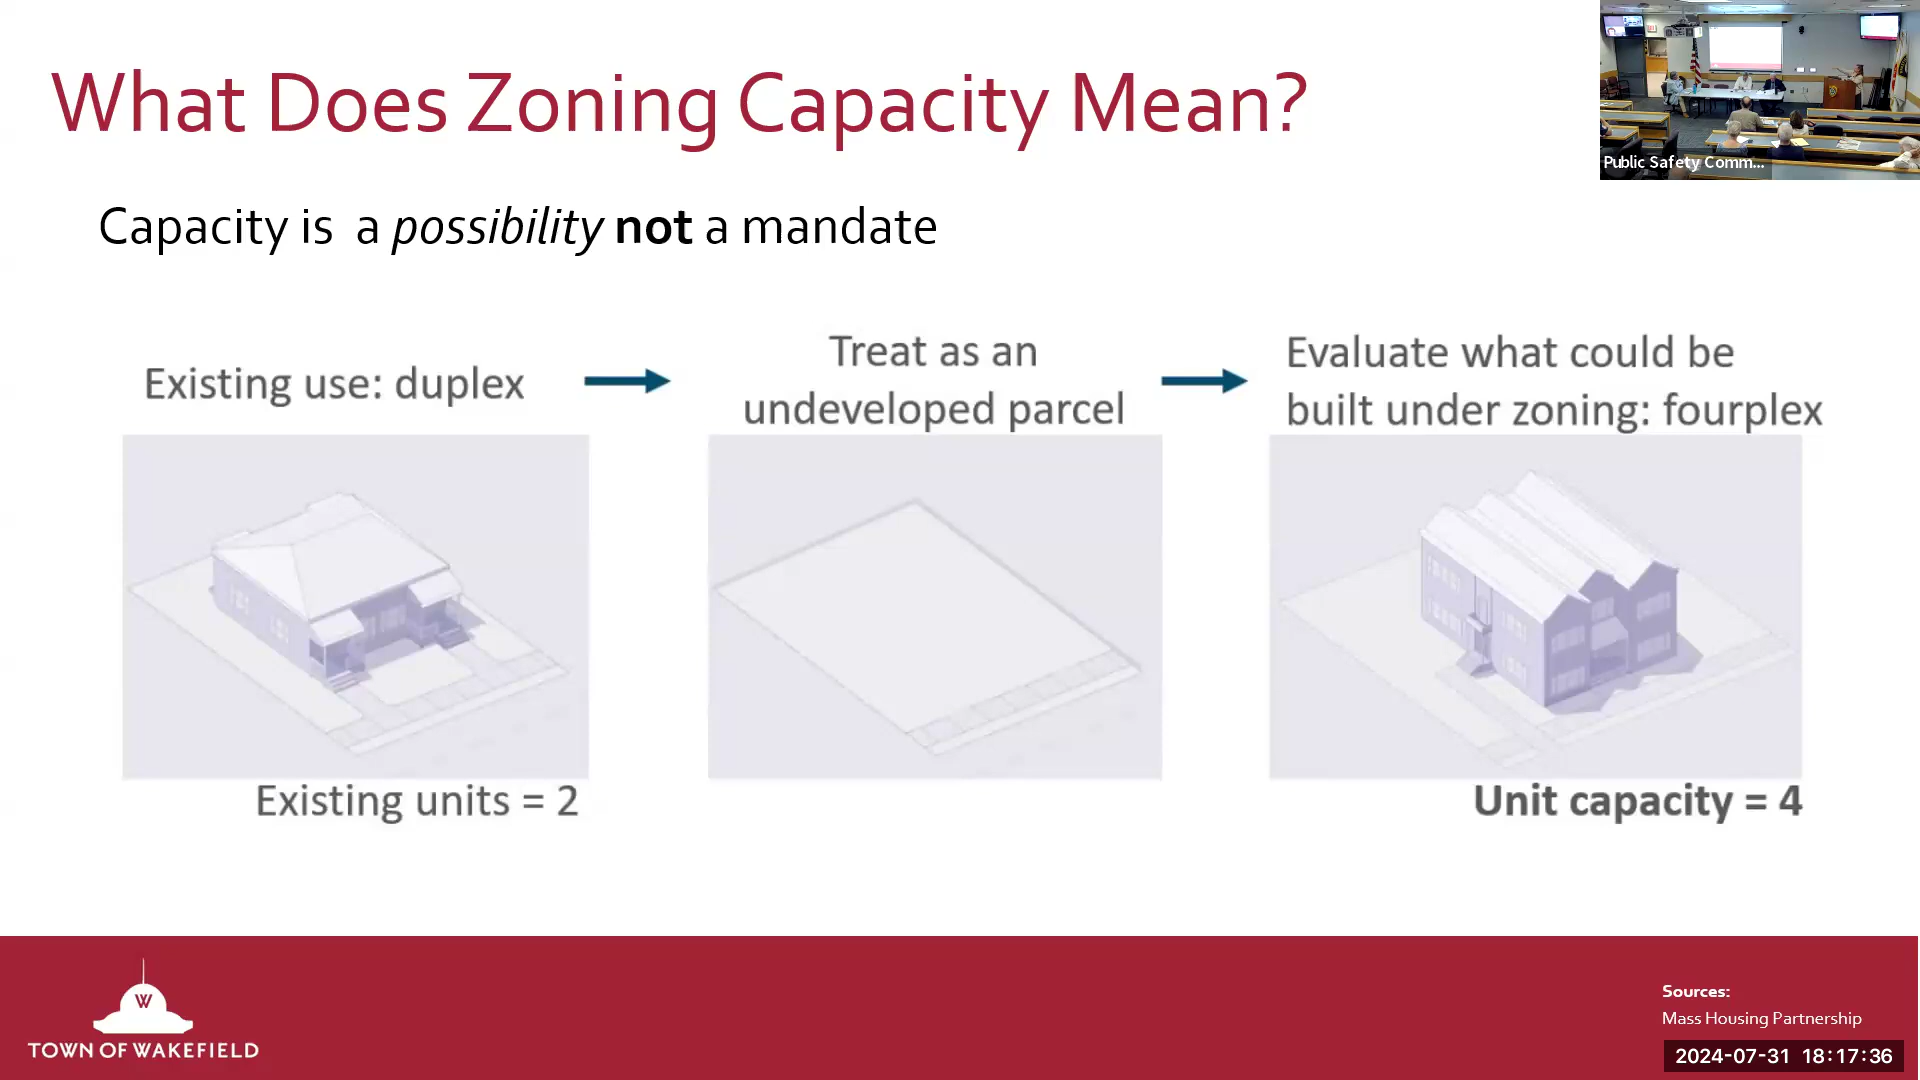 What Does Zoning Capacity Mean?
Public Safety Comm...
Capacity is a possibility not a mandate
Existing use: duplex
Treat as an
undeveloped parcel
Evaluate what could be
built under zoning: fourplex
Existing units = 2
Unit capacity = 4
W
TOWN OF WAKEFIELD
Sources:
Mass Housing Partnership
2024-07-31 18:17:36